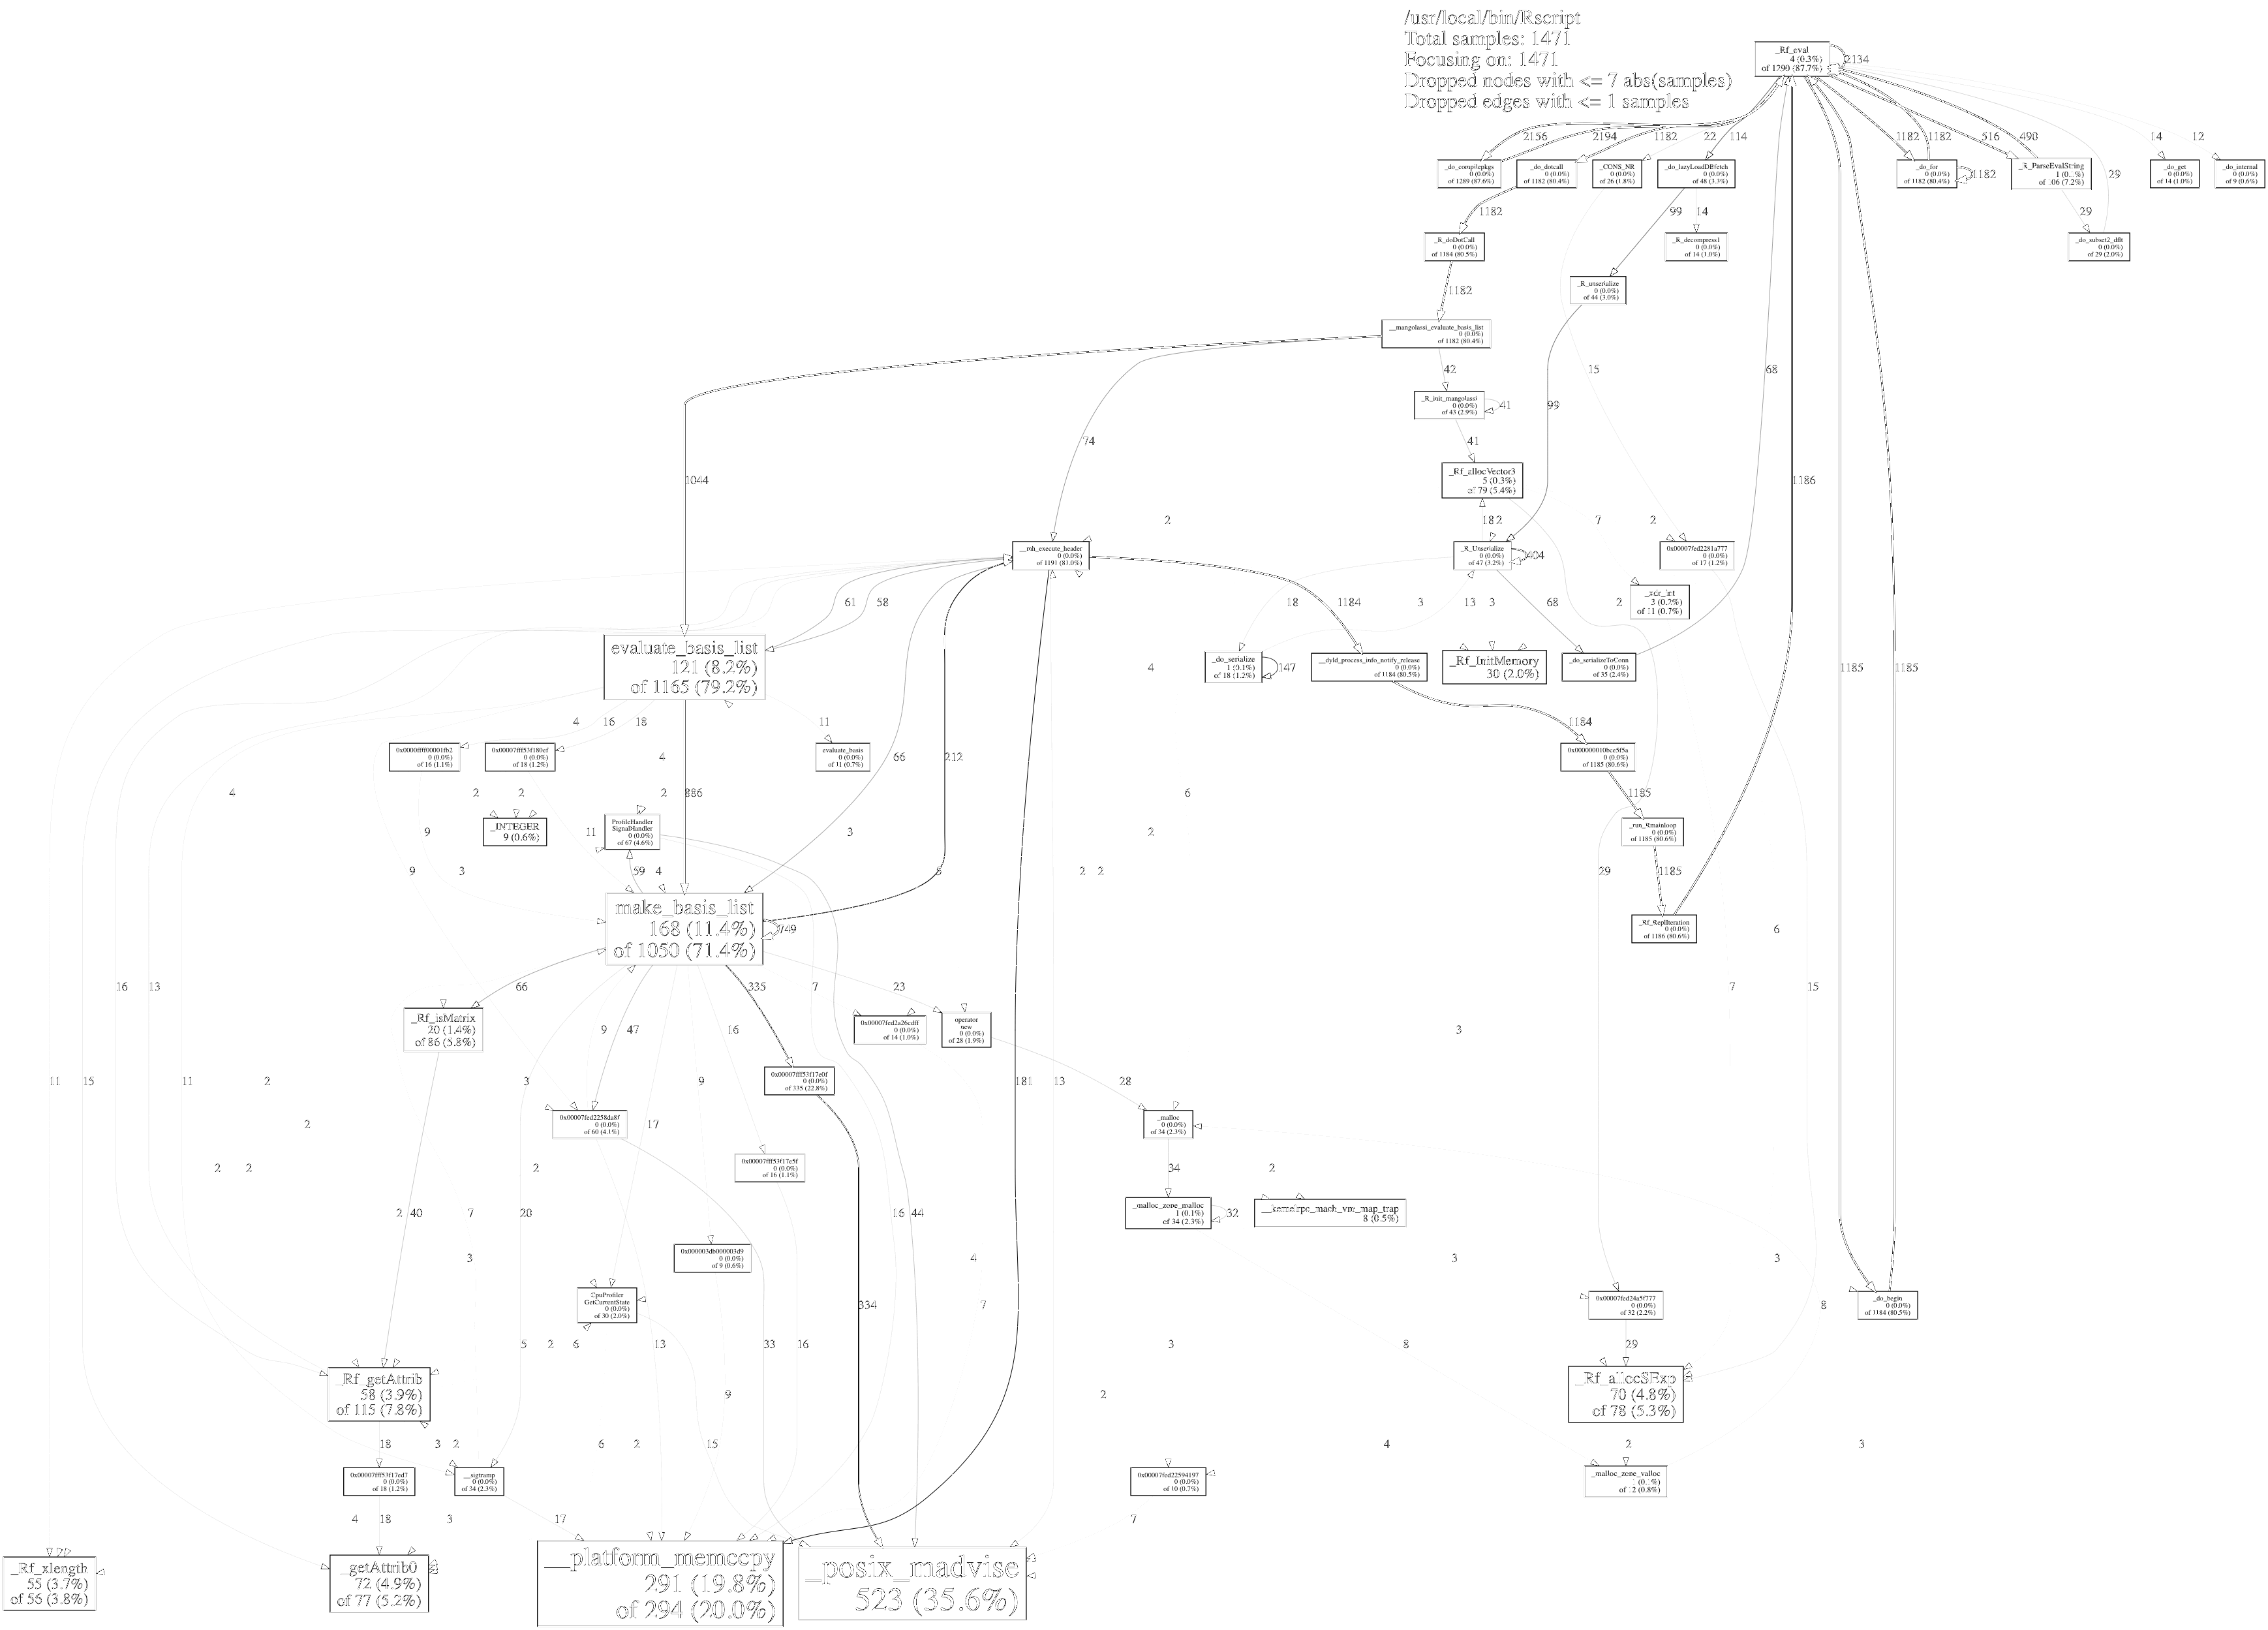 /usr/local/bin/Rscript
Total samples: 1471
Focusing on: 1471
Dropped nodes with <= 7 abs(samples)
Dropped edges with <= 1 samples
_Rf_eval
4 (0.3%)
of 1290 (87.7%)
2134
2156
2194
1182
22
114
1182
1182
516
490
14
12
_do_compilepkgs
0 (0.0%)
of 1289 (87.6%)
_do_dotcall
0 (0.0%)
of 1182 (80.4%)
_CONS_NR
0 (0.0%)
of 26 (1.8%)
_do_lazyLoadDBfetch
0 (0.0%)
of 48 (3.3%)
_do_for
0 (0.0%)
of 1182 (80.4%)
1182
_R_ParseEvalString
1 (0.1%)
of 106 (7.2%)
29
_do_get
0 (0.0%)
of 14 (1.0%)
_do_internal
0 (0.0%)
of 9 (0.6%)
1182
99
14
29
_R_doDotCall
0 (0.0%)
of 1184 (80.5%)
_R_decompress1
0 (0.0%)
of 14 (1.0%)
_do_subset2_dflt
0 (0.0%)
of 29 (2.0%)
1182
_R_unserialize
0 (0.0%)
of 44 (3.0%)
__mangolassi_evaluate_basis_list
0 (0.0%)
of 1182 (80.4%)
42
15
68
_R_init_mangolassi
0 (0.0%)
of 43 (2.9%)
41
99
74
41
1044
_Rf_allocVector3
5 (0.3%)
of 79 (5.4%)
1186
2
18
2
7
2
__mh_execute_header
0 (0.0%)
of 1191 (81.0%)
_R_Unserialize
0 (0.0%)
of 47 (3.2%)
404
0x00007fed2281a777
0 (0.0%)
of 17 (1.2%)
_xdr_int
3 (0.2%)
of 11 (0.7%)
61
58
1184
18
3
13
3
68
2
evaluate_basis_list
121 (8.2%)
of 1165 (79.2%)
4
_do_serialize
1 (0.1%)
of 18 (1.2%)
147
__dyld_process_info_notify_release
0 (0.0%)
of 1184 (80.5%)
_Rf_InitMemory
30 (2.0%)
_do_serializeToConn
0 (0.0%)
of 35 (2.4%)
1185
1185
4
16
18
11
1184
0x0000ffff00001fb2
0 (0.0%)
of 16 (1.1%)
0x00007fff53f180ef
0 (0.0%)
of 18 (1.2%)
4
evaluate_basis
0 (0.0%)
of 11 (0.7%)
66
212
0x000000010bce5f5a
0 (0.0%)
of 1185 (80.6%)
4
2
2
2
886
6
1185
_INTEGER
9 (0.6%)
ProfileHandler
SignalHandler
0 (0.0%)
of 67 (4.6%)
9
11
3
2
_run_Rmainloop
0 (0.0%)
of 1185 (80.6%)
9
3
59
4
5
2
2
29
1185
make_basis_list
168 (11.4%)
of 1050 (71.4%)
749
_Rf_ReplIteration
0 (0.0%)
of 1186 (80.6%)
6
16
13
66
335
7
23
7
15
_Rf_isMatrix
20 (1.4%)
of 86 (5.8%)
9
47
16
0x00007fed2a26cdff
0 (0.0%)
of 14 (1.0%)
operator
new
0 (0.0%)
of 28 (1.9%)
3
11
15
11
2
3
9
0x00007fff53f17e0f
0 (0.0%)
of 335 (22.8%)
181
13
28
0x00007fed2258da8f
0 (0.0%)
of 60 (4.1%)
2
17
_malloc
0 (0.0%)
of 34 (2.3%)
2
2
2
0x00007fff53f17e5f
0 (0.0%)
of 16 (1.1%)
34
2
2
40
7
20
16
44
_malloc_zone_malloc
1 (0.1%)
of 34 (2.3%)
32
__kernelrpc_mach_vm_map_trap
8 (0.5%)
3
0x000003db000003d9
0 (0.0%)
of 9 (0.6%)
4
3
3
CpuProfiler
GetCurrentState
0 (0.0%)
of 30 (2.0%)
334
7
0x00007fed24a5f777
0 (0.0%)
of 32 (2.2%)
8
_do_begin
0 (0.0%)
of 1184 (80.5%)
5
2
6
13
33
16
3
8
29
_Rf_getAttrib
58 (3.9%)
of 115 (7.8%)
9
2
_Rf_allocSExp
70 (4.8%)
of 78 (5.3%)
18
3
2
6
2
15
4
2
3
0x00007fff53f17ed7
0 (0.0%)
of 18 (1.2%)
__sigtramp
0 (0.0%)
of 34 (2.3%)
0x00007fed22594197
0 (0.0%)
of 10 (0.7%)
_malloc_zone_valloc
1 (0.1%)
of 12 (0.8%)
4
18
3
17
7
_Rf_xlength
55 (3.7%)
of 56 (3.8%)
_getAttrib0
72 (4.9%)
of 77 (5.2%)
__platform_memccpy
291 (19.8%)
of 294 (20.0%)
_posix_madvise
523 (35.6%)